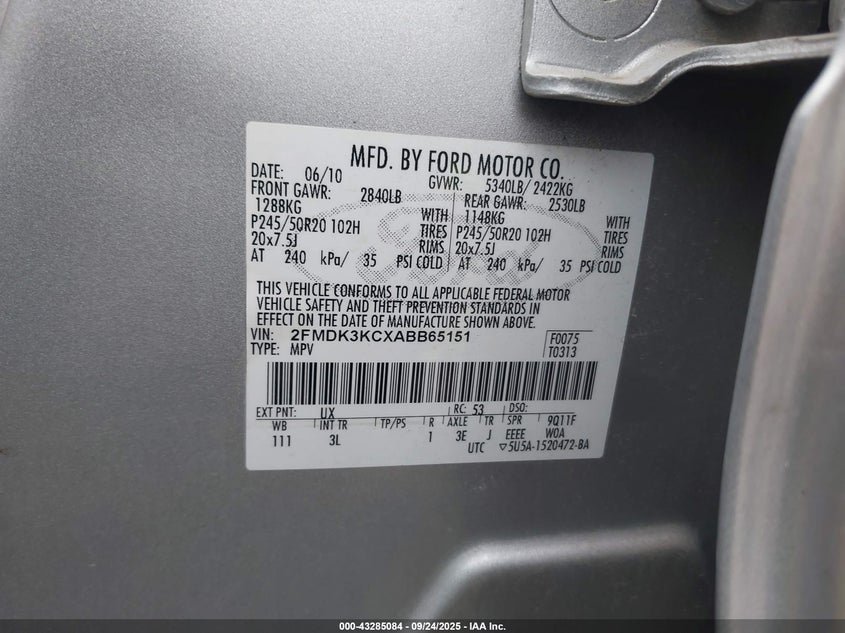 MFD. BY FORD MOTOR CO.
DATE: 06/10 GVWR: 5340LB/ 2422KG
FRONT GAWR: 2840LB REAR GAWR: 2530LB
1288KG WITH 1148KG WITH
P245/50R20 102H TIRES P245/50R20 102H TIRES
20x7.5J RIMS 20x7.5J RIMS
AT 240 kPa/ 35 PSI COLD AT 240 kPa/ 35 PSI COLD
Ford
THIS VEHICLE CONFORMS TO ALL APPLICABLE FEDERAL MOTOR
VEHICLE SAFETY AND THEFT PREVENTION STANDARDS IN
EFFECT ON THE DATE OF MANUFACTURE SHOWN ABOVE.
VIN: 2FMDK3KCXABB65151 F0075
TYPE: MPV T0313
EXT PNT: UX RC: 53 DSO:
WB INT TR TP/PS R AXLE TR SPR 9Q11F
111 3L 1 3E J EEEE WOA
UTC ▽5U5A-1520472-BA
000-43285084 - 09/24/2025 - IAA Inc.